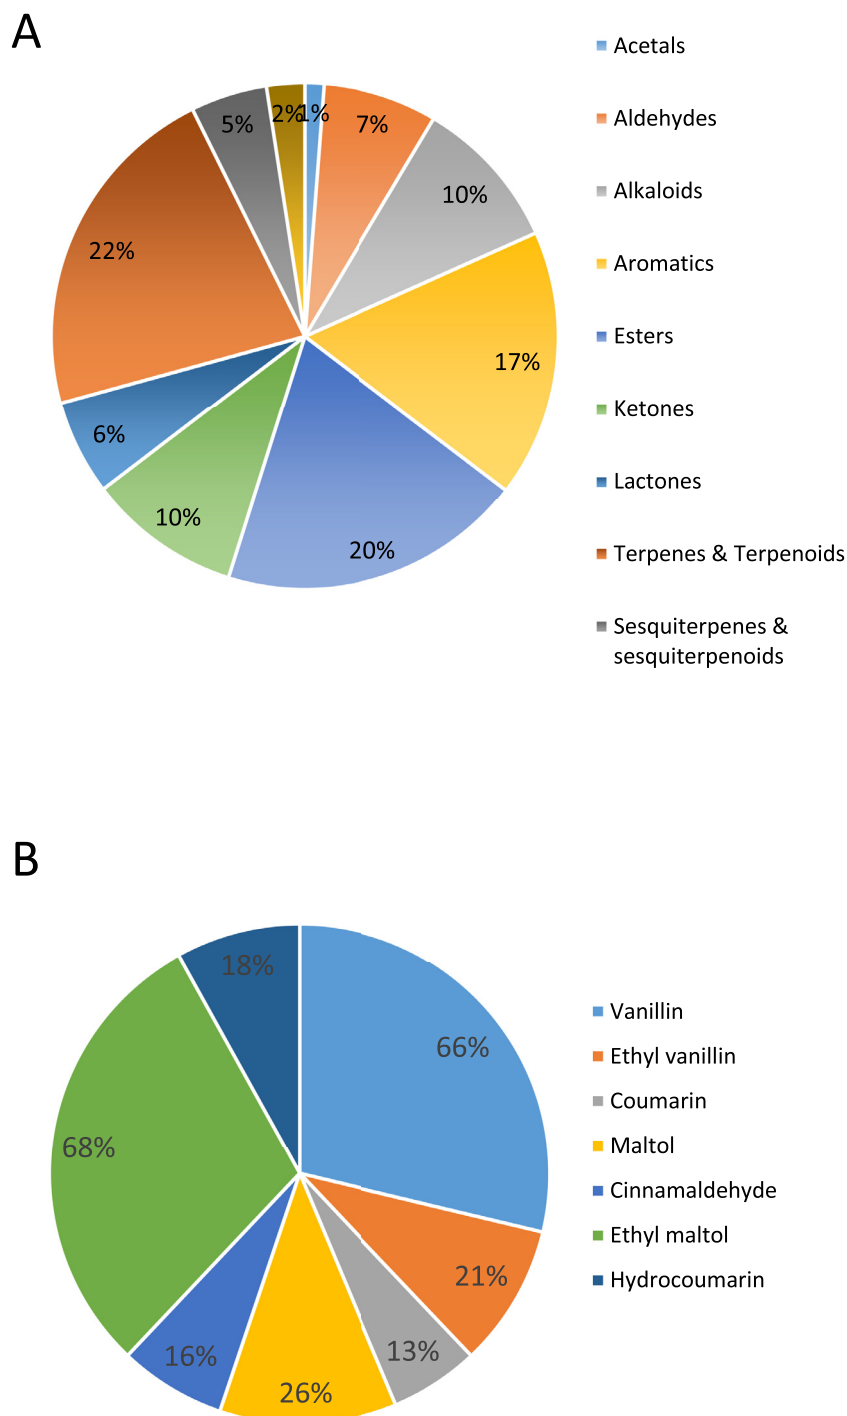 A
Acetals
Aldehydes
Alkaloids
Aromatics
Esters
Ketones
Lactones
Terpenes & Terpenoids
Sesquiterpenes &
sesquiterpenoids
1%
7%
10%
17%
20%
10%
6%
22%
5%
2%
B
Vanillin
Ethyl vanillin
Coumarin
Maltol
Cinnamaldehyde
Ethyl maltol
Hydrocoumarin
66%
21%
13%
26%
16%
68%
18%